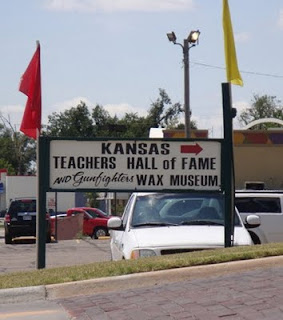 KANSAS
TEACHERS HALL of FAME
AND Gunfighters WAX MUSEUM